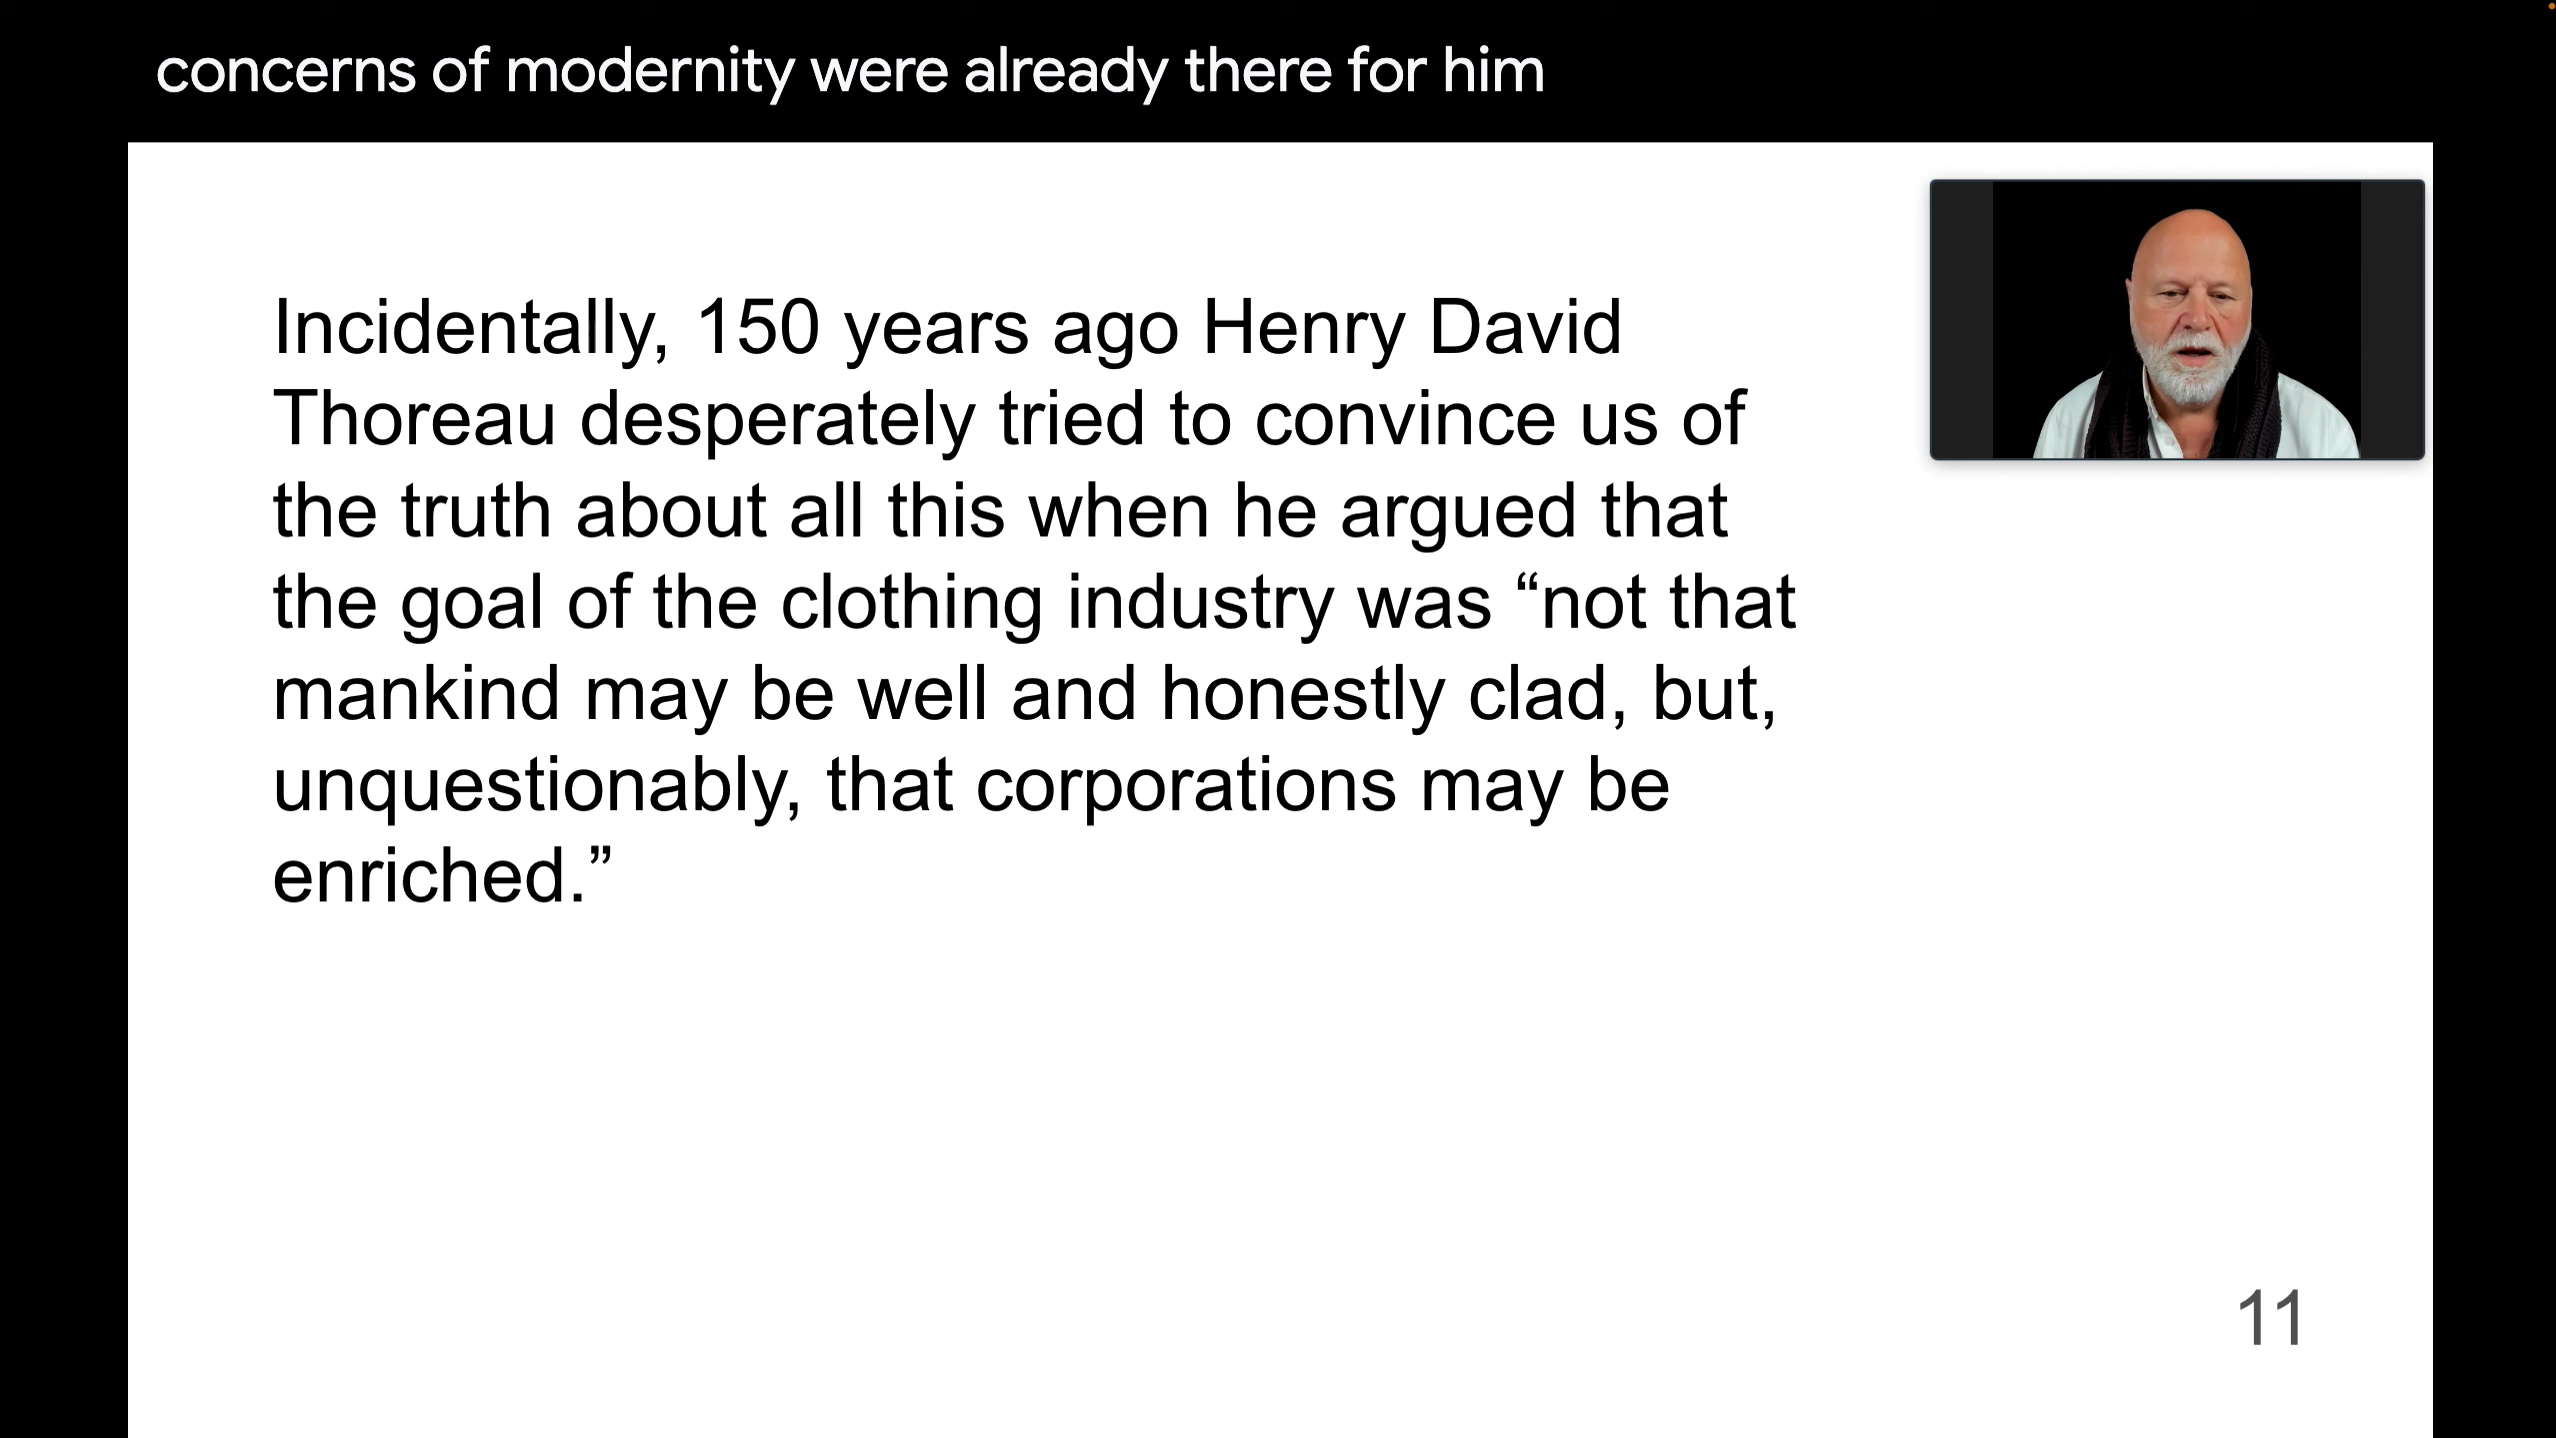 concerns of modernity were already there for him
Incidentally, 150 years ago Henry David
Thoreau desperately tried to convince us of
the truth about all this when he argued that
the goal of the clothing industry was “not that
mankind may be well and honestly clad, but,
unquestionably, that corporations may be
enriched.”
11